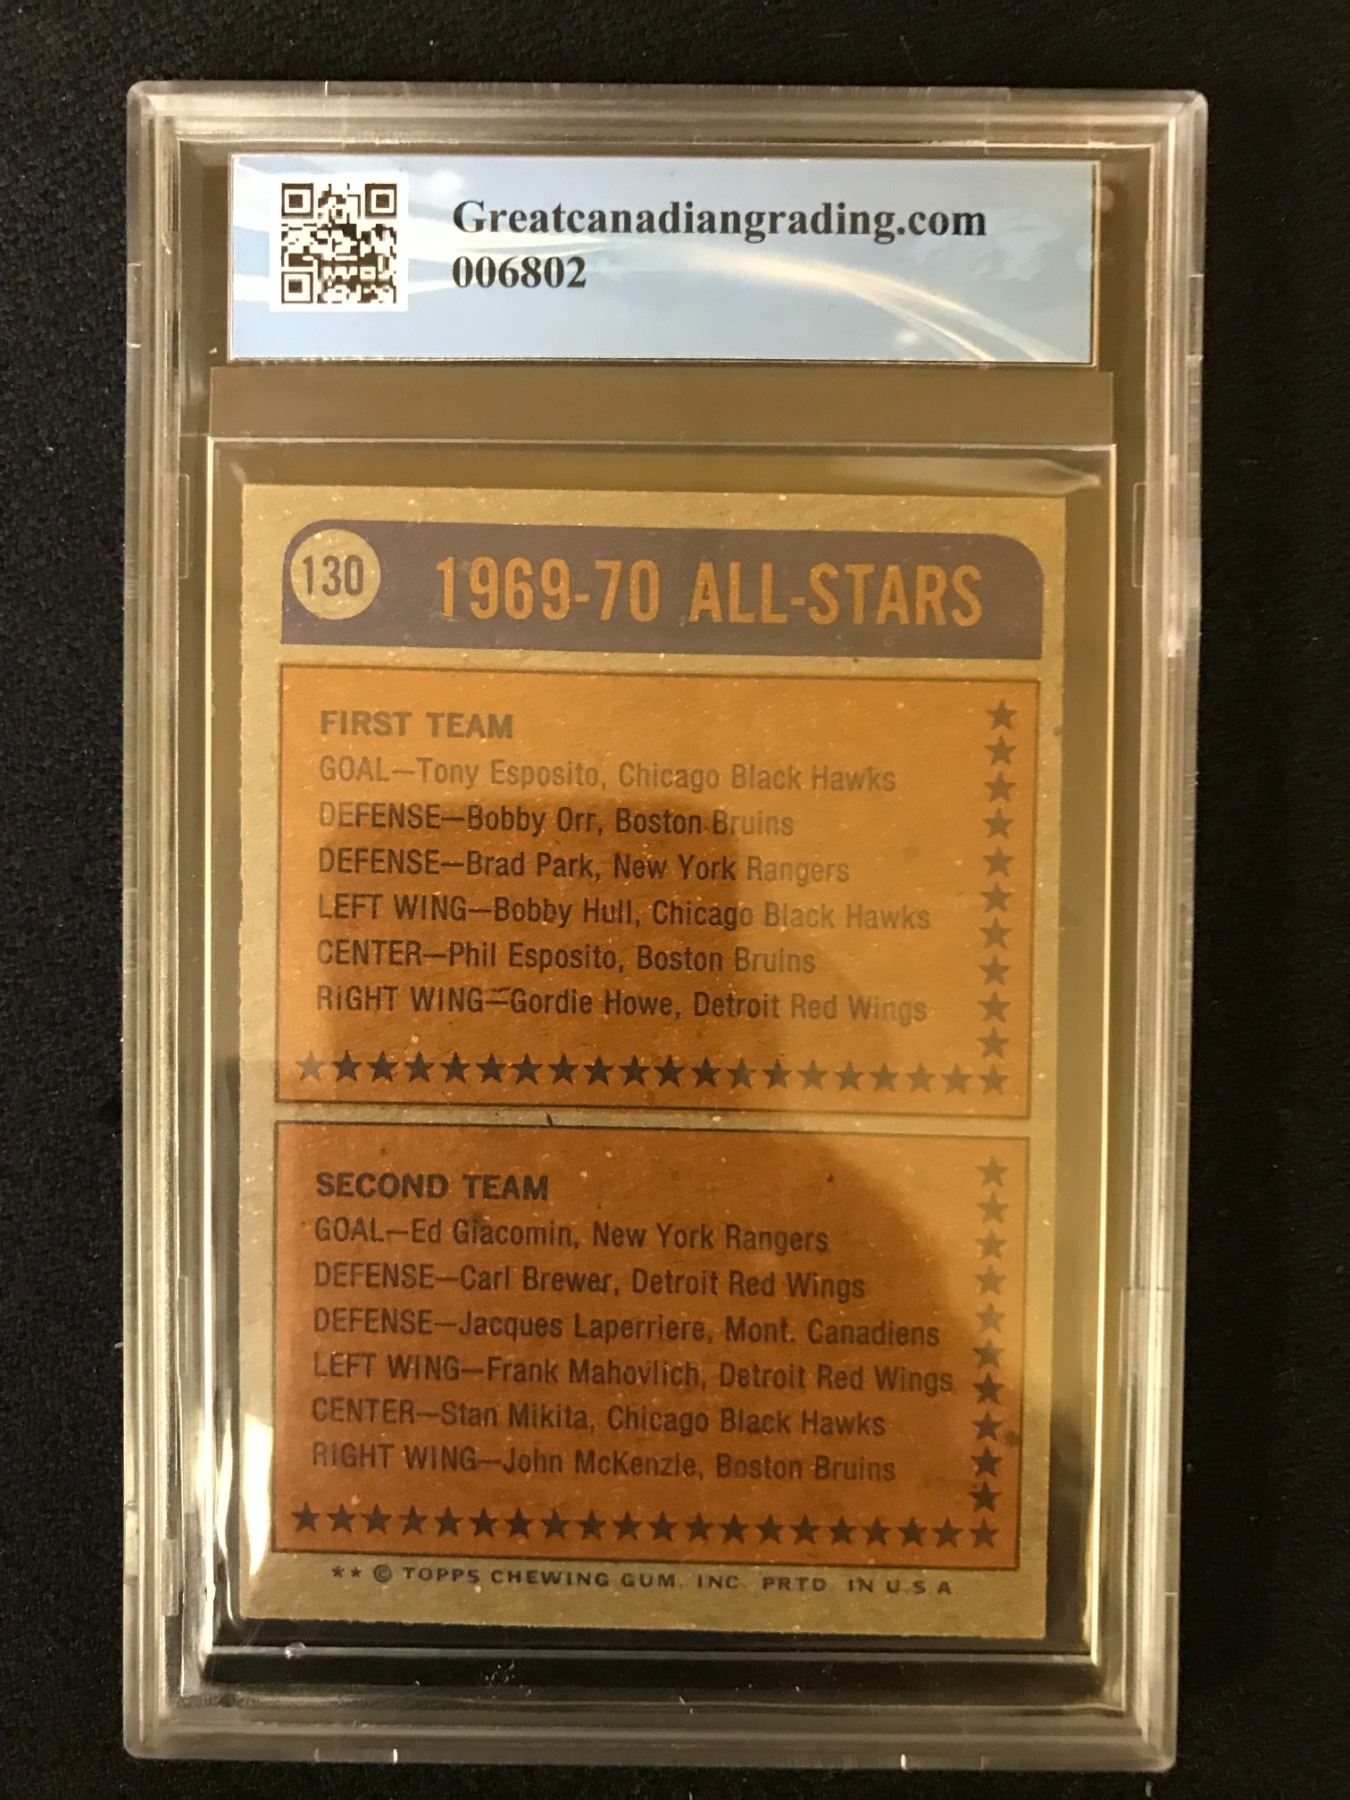 Greatcanadiangrading.com
006802
130 1969-70 ALL-STARS
FIRST TEAM
GOAL—Tony Esposito, Chicago Black Hawks
DEFENSE—Bobby Orr, Boston Bruins
DEFENSE—Brad Park, New York Rangers
LEFT WING—Bobby Hull, Chicago Black Hawks
CENTER—Phil Esposito, Boston Bruins
RIGHT WING—Gordie Howe, Detroit Red Wings
SECOND TEAM
GOAL—Ed Giacomin, New York Rangers
DEFENSE—Carl Brewer, Detroit Red Wings
DEFENSE—Jacques Laperriere, Mont. Canadiens
LEFT WING—Frank Mahovlich, Detroit Red Wings
CENTER—Stan Mikita, Chicago Black Hawks
RIGHT WING—John McKenzie, Boston Bruins
** © TOPPS CHEWING GUM, INC. PRTD. IN U.S.A.